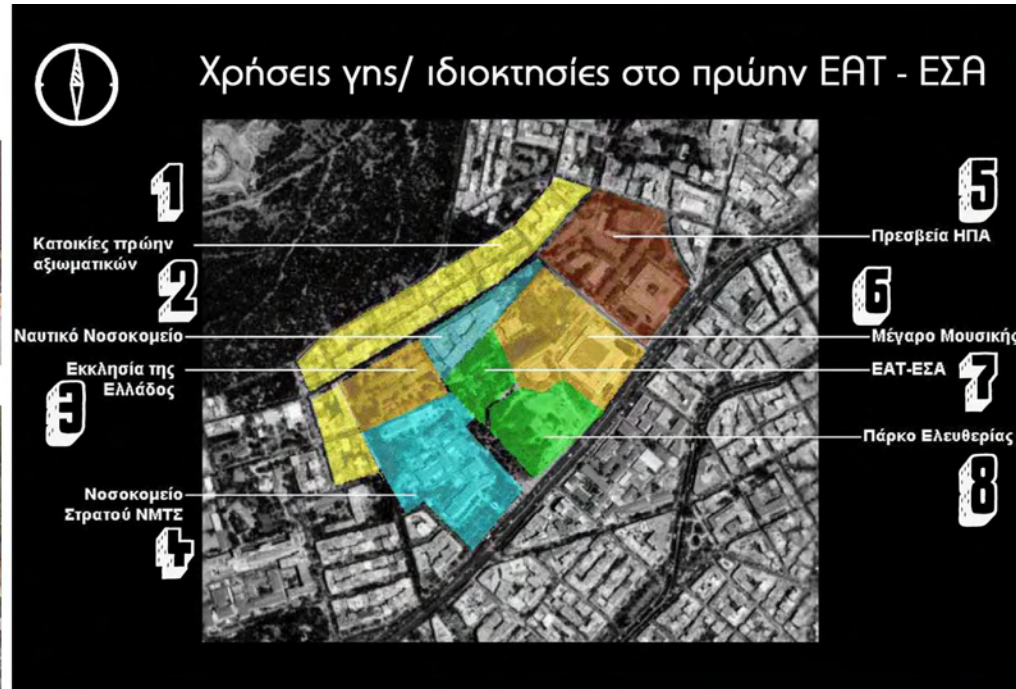 Χρήσεις γης/ ιδιοκτησίες στο πρώην ΕΑΤ - ΕΣΑ
1
Κατοικίες πρώην
αξιωματικών
2
Ναυτικό Νοσοκομείο
Εκκλησία της
Ελλάδος
3
Νοσοκομείο
Στρατού ΝΜΤΣ
4
5
Πρεσβεία ΗΠΑ
6
Μέγαρο Μουσικής
ΕΑΤ-ΕΣΑ
7
Πάρκο Ελευθερίας
8